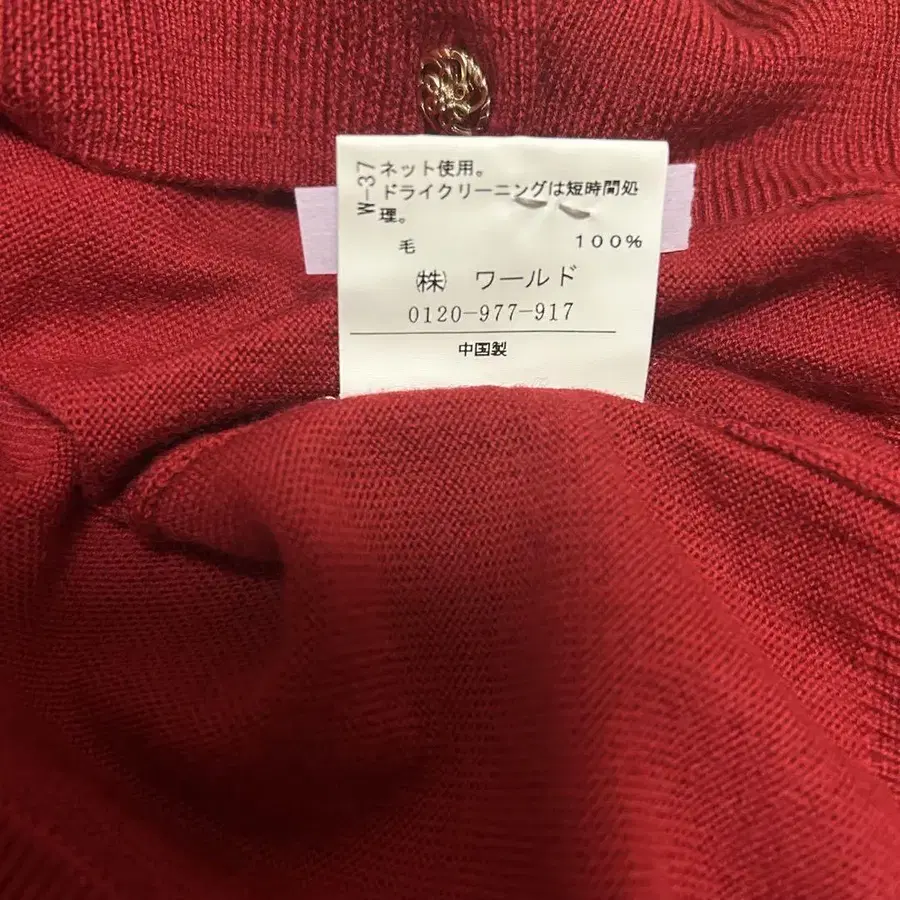 W-37
ネット使用。
ドライクリーニングは短時間処
理。
毛 100%
㈱ ワールド
0120-977-917
中国製